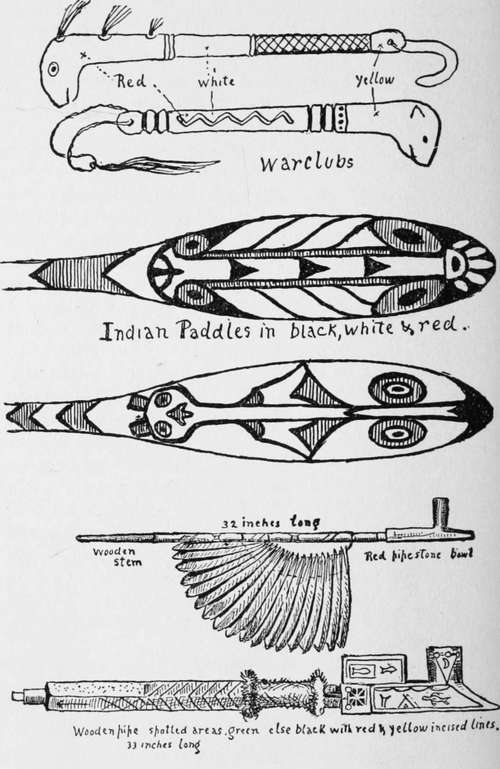 Red
white
yellow
Warclubs
Indian Paddles in black, white & red.
32 inches long
Wooden
stem
Red pipestone bowl
Wooden pipe spotted areas green else black with red & yellow incised lines.
33 inches long